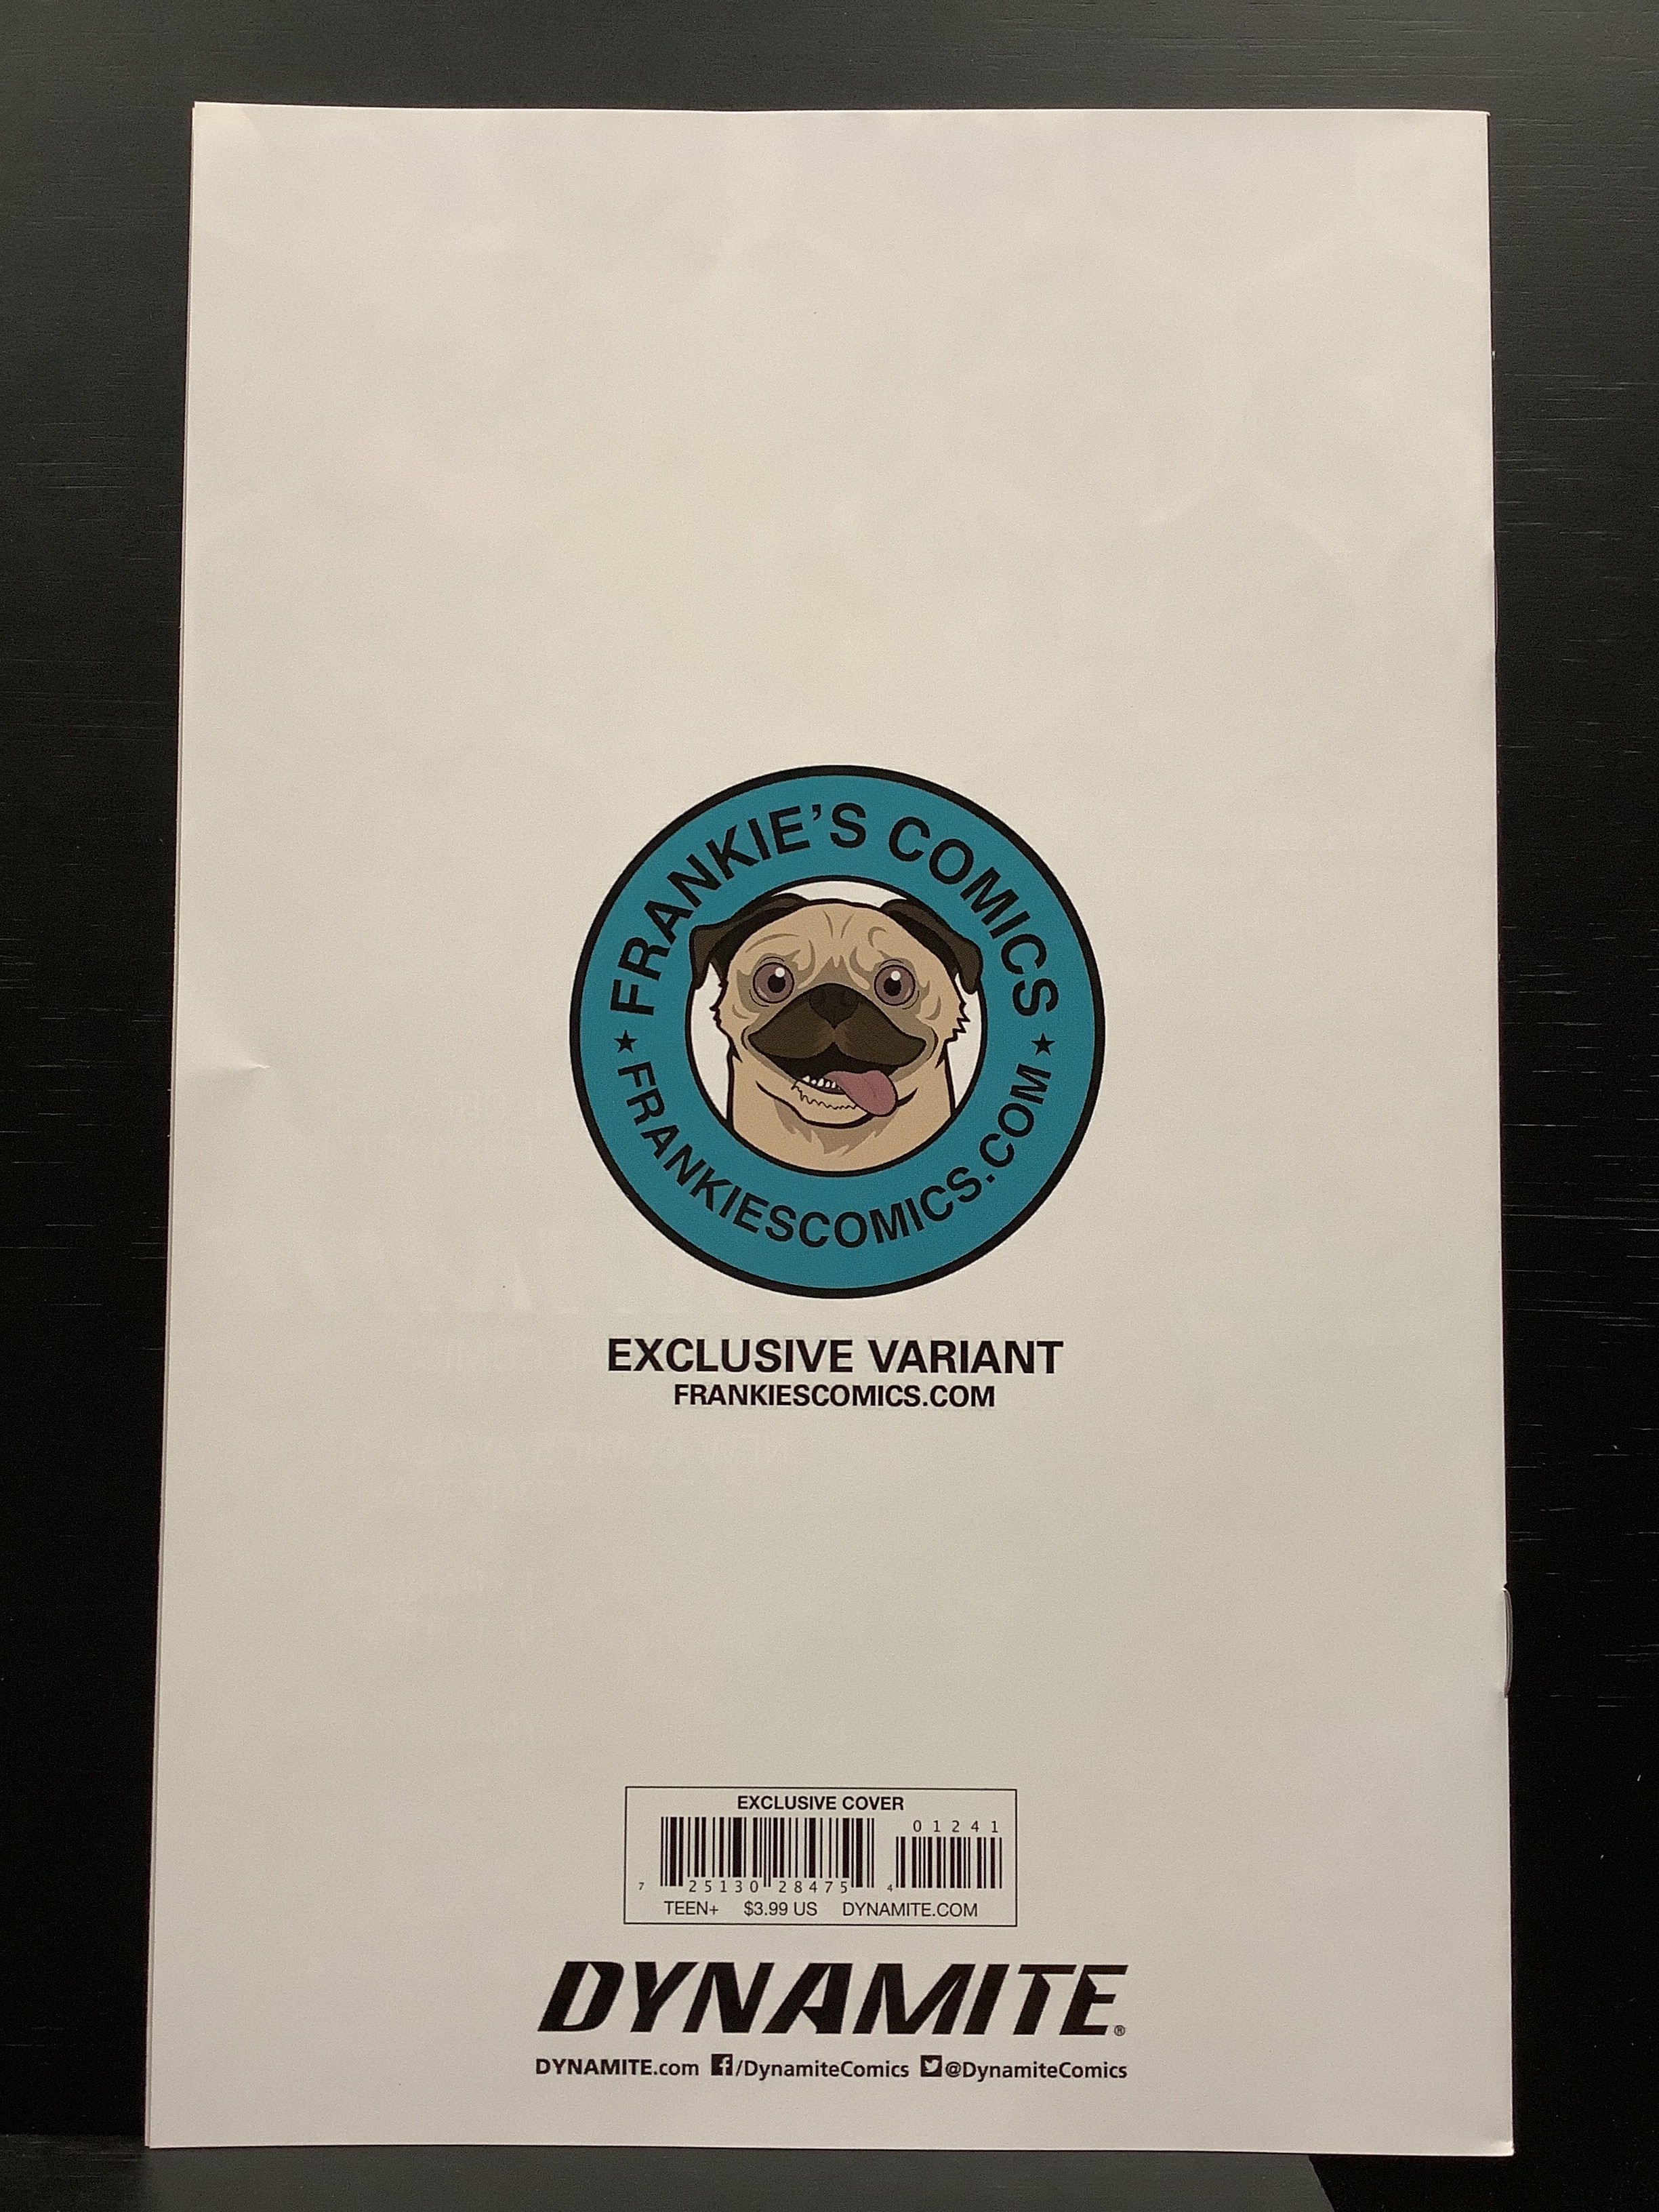 FRANKIE'S COMICS
★ FRANKIESCOMICS.COM ★
EXCLUSIVE VARIANT
FRANKIESCOMICS.COM
EXCLUSIVE COVER
01241
7 25130 28475 4
TEEN+ $3.99 US DYNAMITE.COM
DYNAMITE®
DYNAMITE.com f/DynamiteComics @DynamiteComics